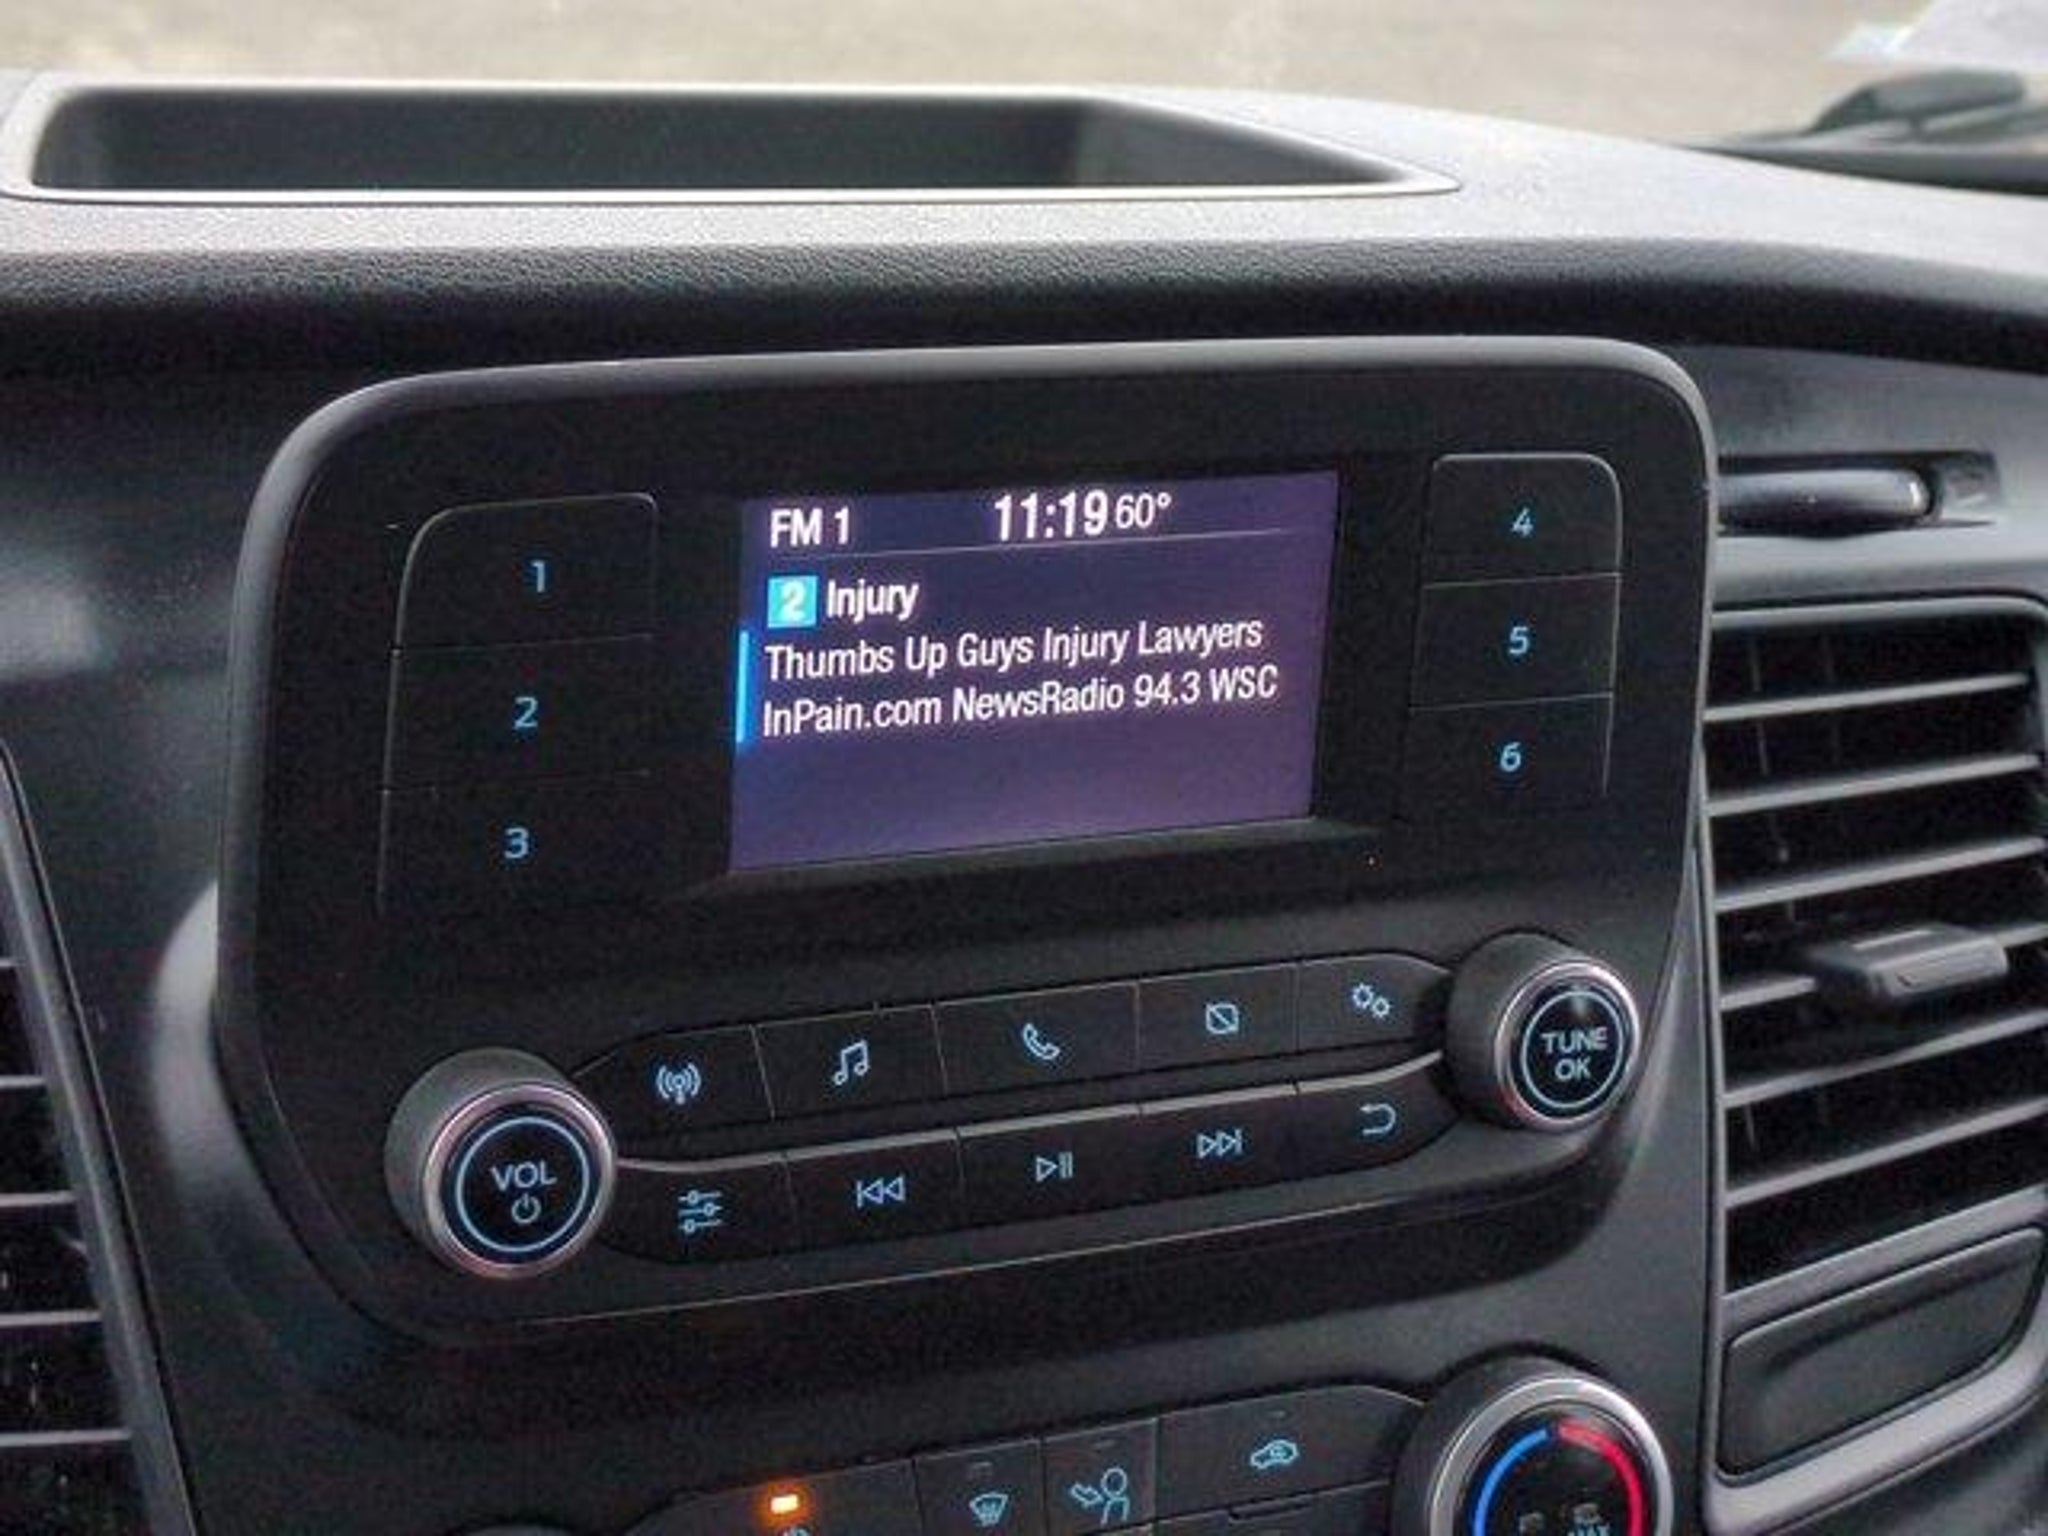 FM 1 11:19 60°
2 Injury
Thumbs Up Guys Injury Lawyers
InPain.com NewsRadio 94.3 WSC
1
2
3
4
5
6
VOL
TUNE
OK